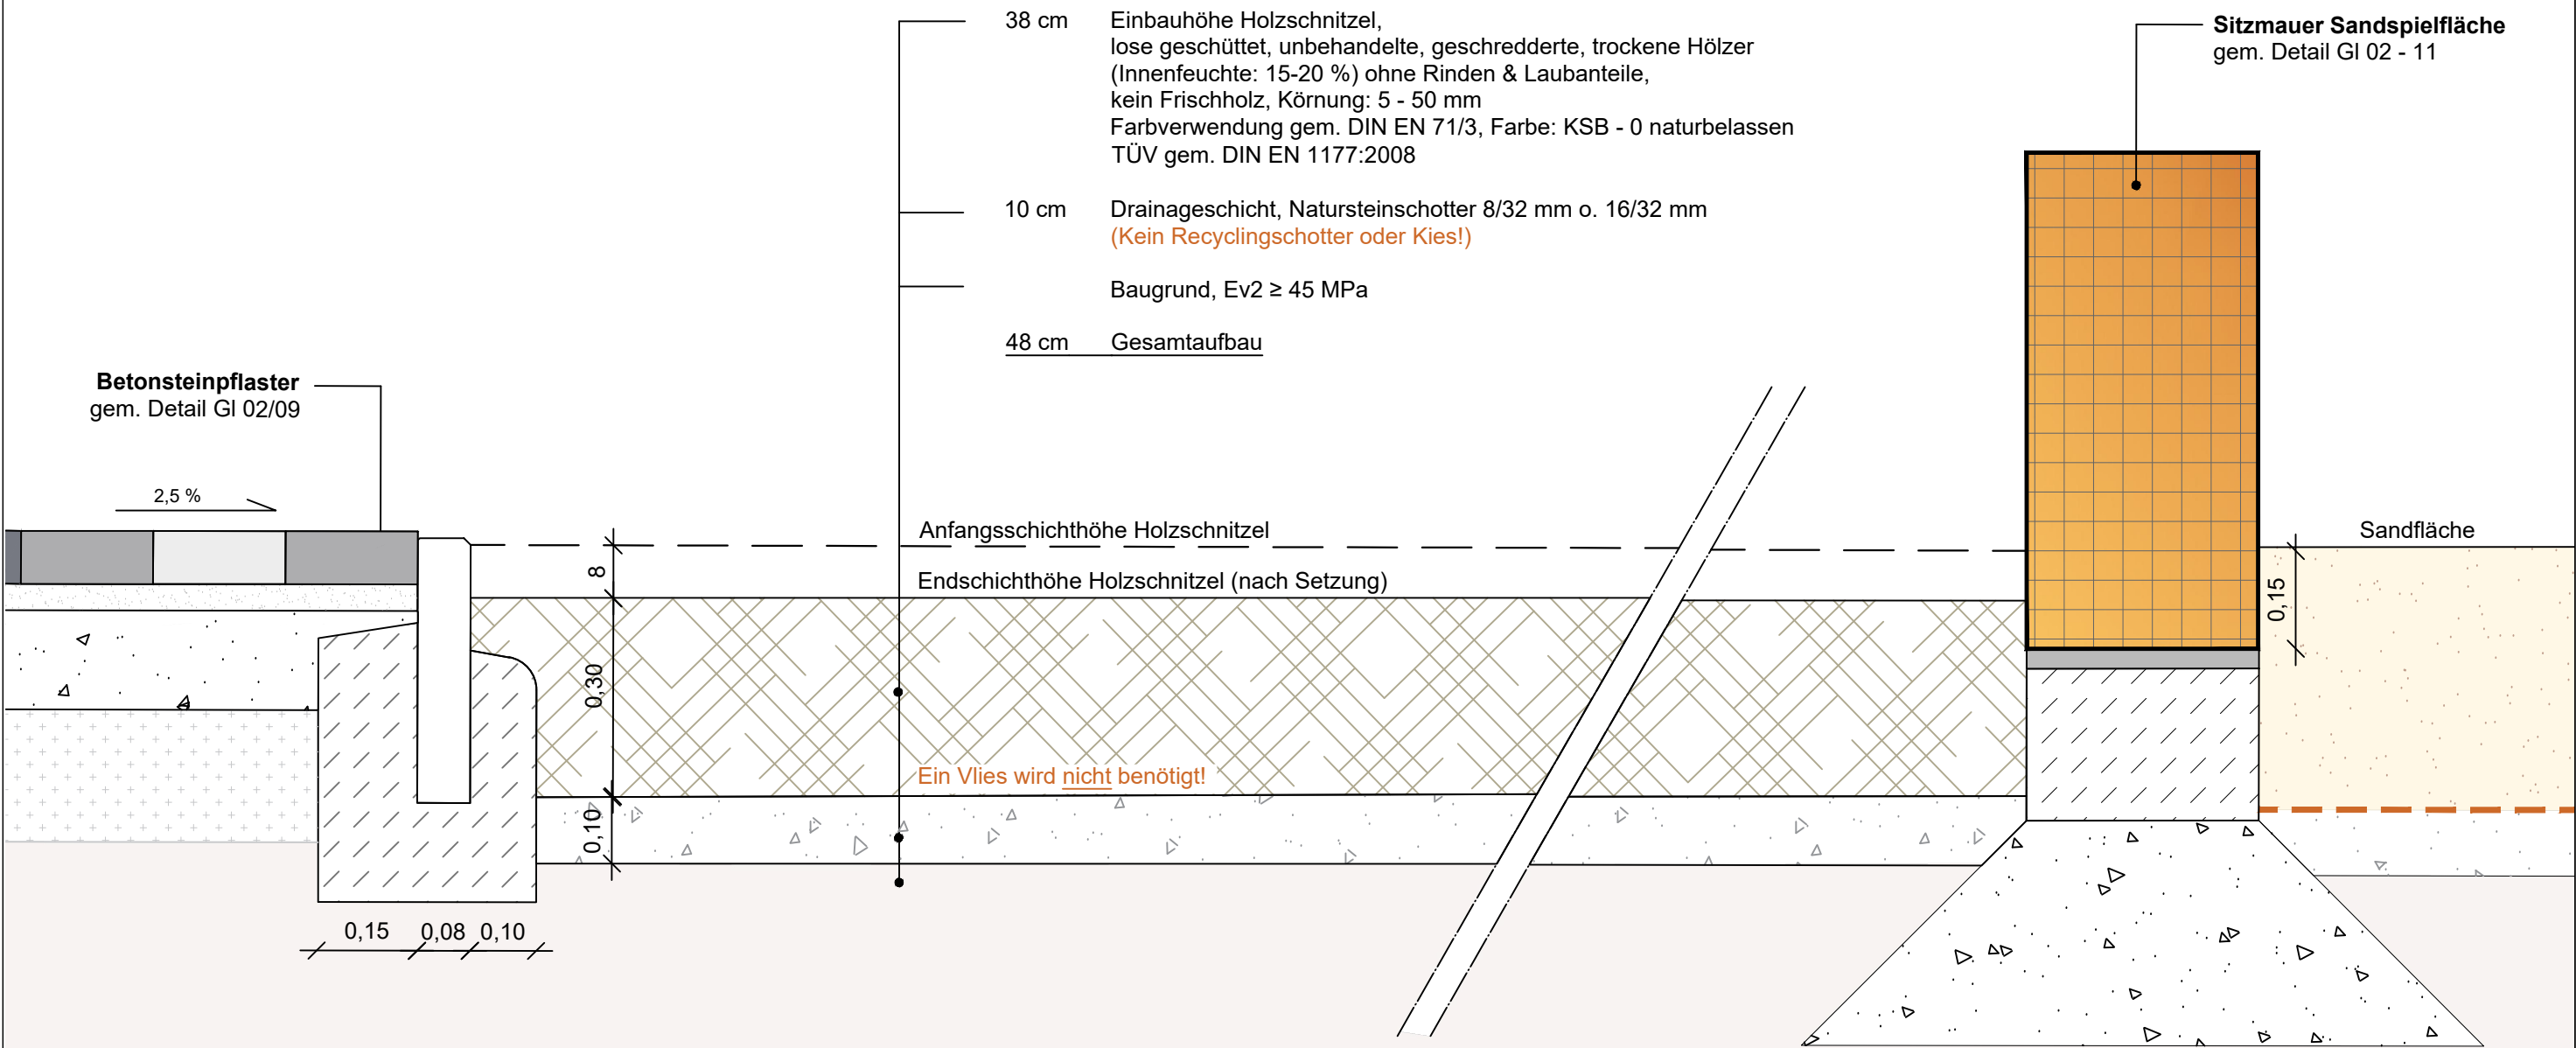 38 cm Einbauhöhe Holzschnitzel,
lose geschüttet, unbehandelte, geschredderte, trockene Hölzer
(Innenfeuchte: 15-20 %) ohne Rinden & Laubanteile,
kein Frischholz, Körnung: 5 - 50 mm
Farbverwendung gem. DIN EN 71/3, Farbe: KSB - 0 naturbelassen
TÜV gem. DIN EN 1177:2008
10 cm Drainageschicht, Natursteinschotter 8/32 mm o. 16/32 mm
(Kein Recyclingschotter oder Kies!)
Baugrund, Ev2 ≥ 45 MPa
48 cm Gesamtaufbau
Sitzmauer Sandspielfläche
gem. Detail Gl 02 - 11
Betonsteinpflaster
gem. Detail Gl 02/09
2,5 %
Anfangsschichthöhe Holzschnitzel
Endschichthöhe Holzschnitzel (nach Setzung)
Sandfläche
8
0,30
0,10
0,15
Ein Vlies wird nicht benötigt!
0,15 0,08 0,10